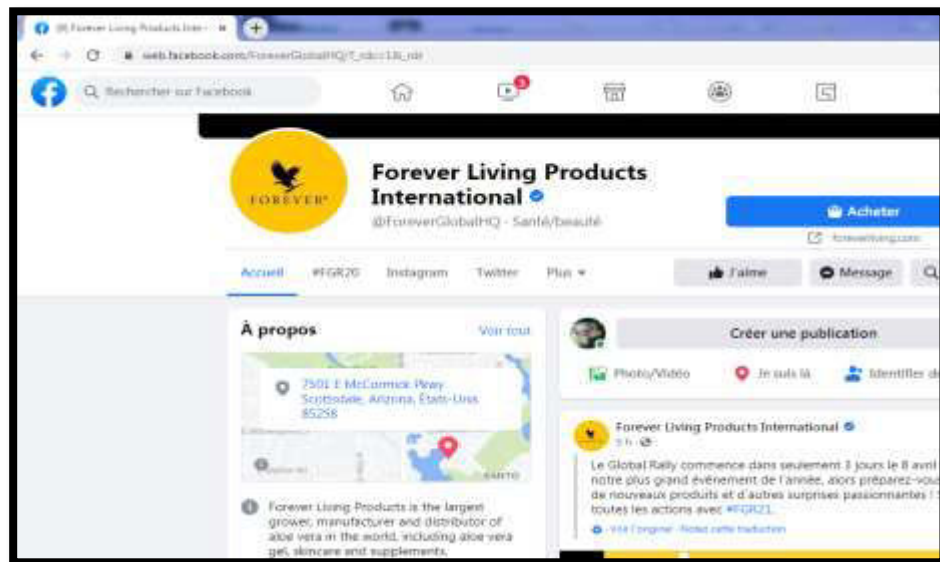 (1) Forever Living Products Inter
web.facebook.com/ForeverGlobalHQ/?_rdc=1&_rdr
Rechercher sur Facebook
3
FOREVER
Forever Living Products
International
@ForeverGlobalHQ · Santé/beauté
Acheter
foreverliving.com
Accueil #FGR20 Instagram Twitter Plus
J'aime Message
À propos Voir tout
7501 E McCormick Pkwy
Scottsdale, Arizona, États-Unis
85258
Forever Living Products is the largest
grower, manufacturer and distributor of
aloe vera in the world, including aloe vera
gel, skincare and supplements.
Créer une publication
Photo/Vidéo Je suis là Identifier de
Forever Living Products International
5 h
Le Global Rally commence dans seulement 3 jours le 8 avril
notre plus grand événement de l'année, alors préparez-vous
de nouveaux produits et d'autres surprises passionnantes ! S
toutes les actions avec #FGR21.
Voir l'original · Notez cette traduction